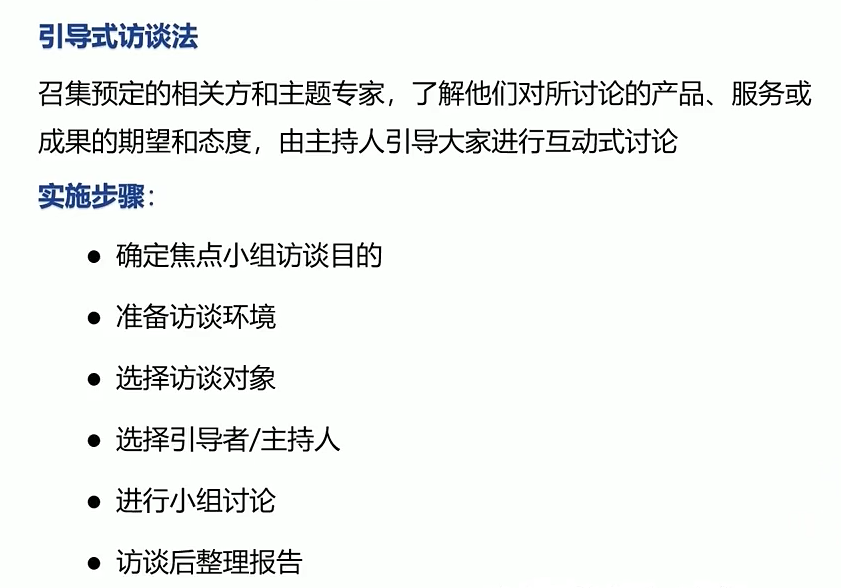 引导式访谈法
召集预定的相关方和主题专家，了解他们对所讨论的产品、服务或
成果的期望和态度，由主持人引导大家进行互动式讨论
实施步骤：
● 确定焦点小组访谈目的
● 准备访谈环境
● 选择访谈对象
● 选择引导者/主持人
● 进行小组讨论
● 访谈后整理报告